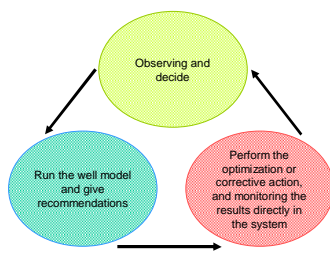 Observing and
decide
Run the well model
and give
recommendations
Perform the
optimization or
corrective action,
and monitoring the
results directly in
the system